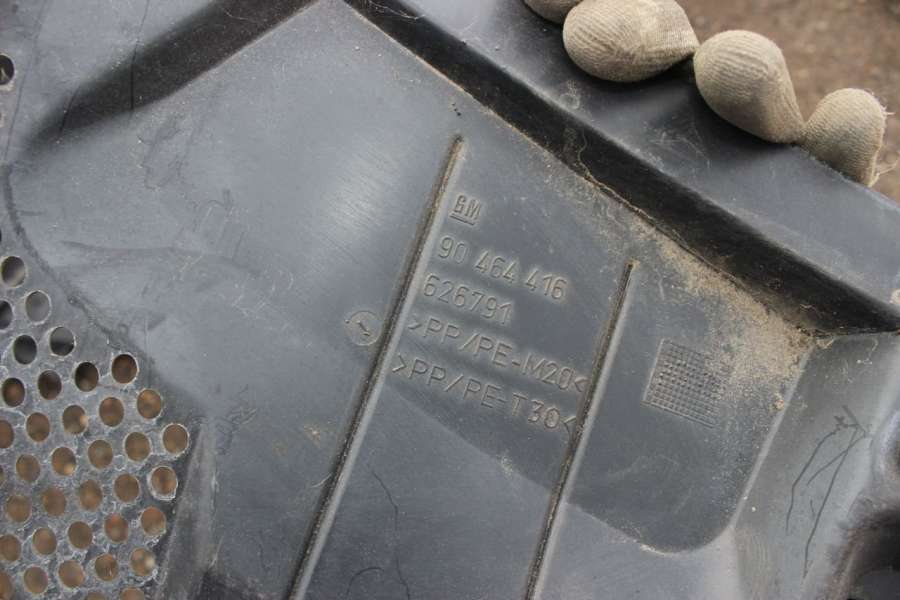 GM
90 464 416
626791
>PP/PE-M20<
>PP/PE-T30<